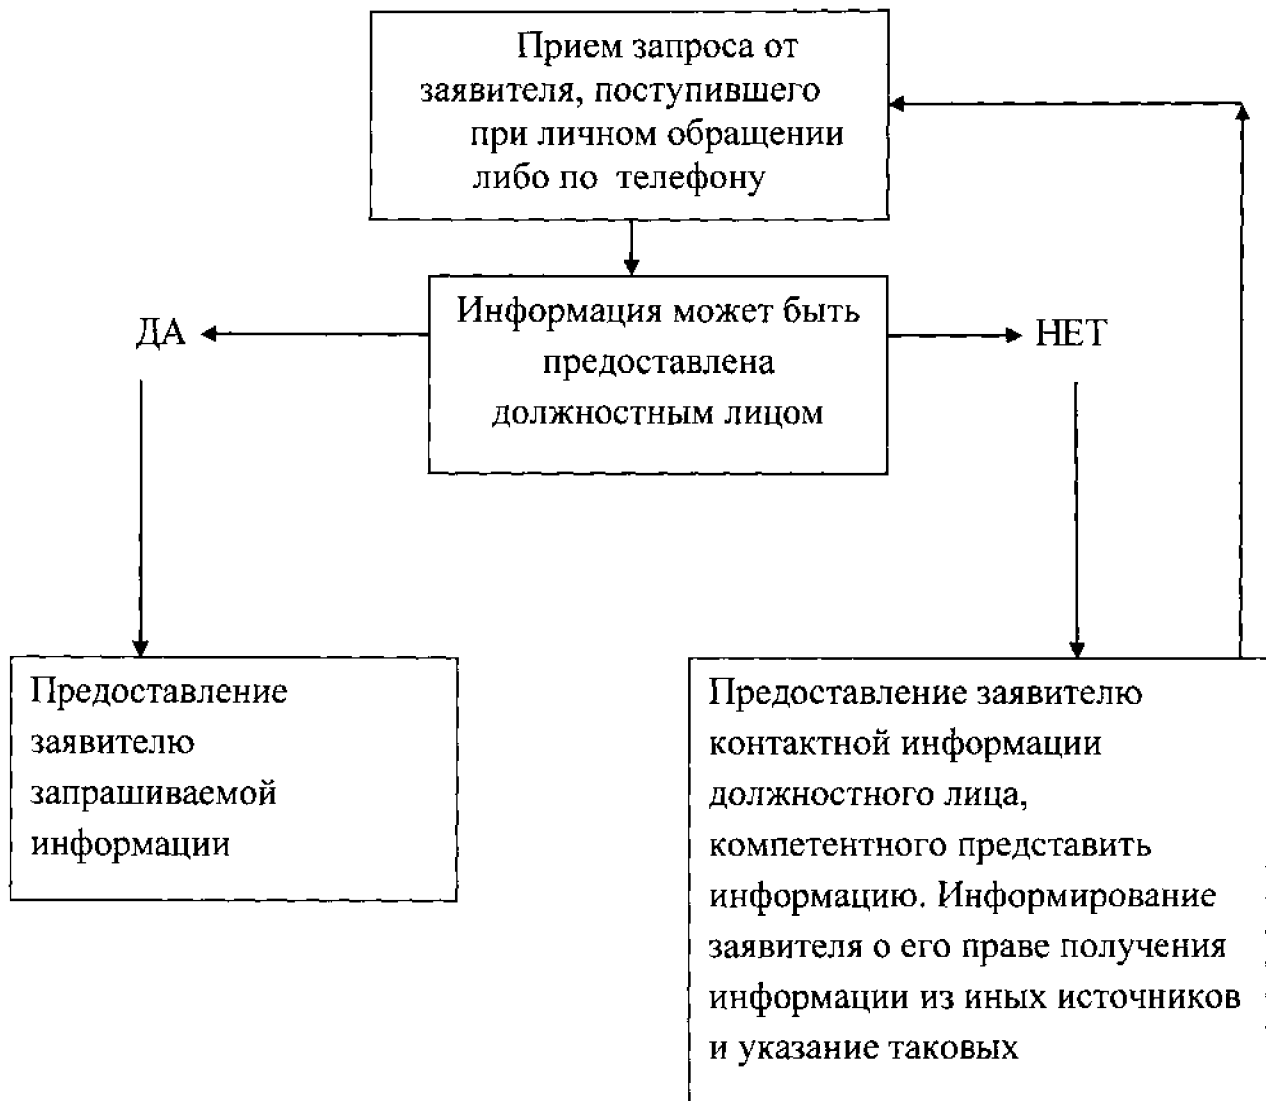 Прием запроса от
заявителя, поступившего
при личном обращении
либо по телефону
Информация может быть
предоставлена
должностным лицом
ДА
НЕТ
Предоставление
заявителю
запрашиваемой
информации
Предоставление заявителю
контактной информации
должностного лица,
компетентного представить
информацию. Информирование
заявителя о его праве получения
информации из иных источников
и указание таковых